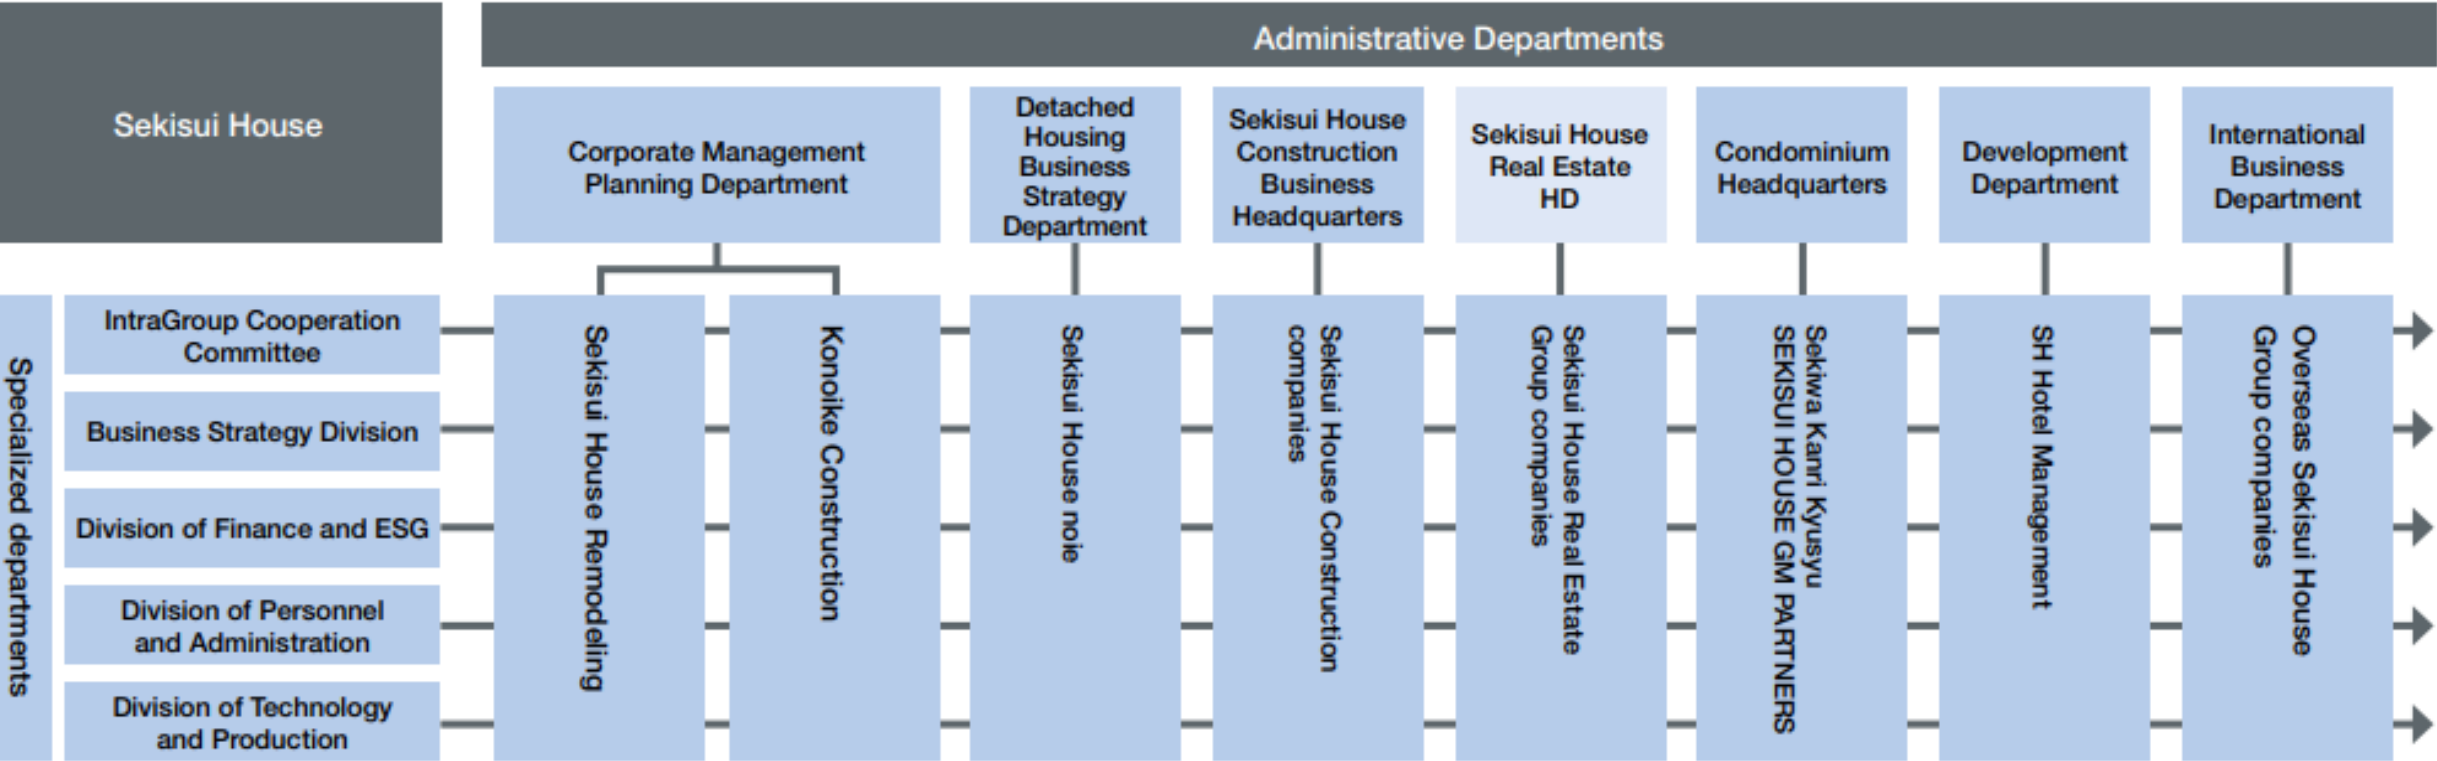 Sekisui House
Administrative Departments
Corporate Management
Planning Department
Detached
Housing
Business
Strategy
Department
Sekisui House
Construction
Business
Headquarters
Sekisui House
Real Estate
HD
Condominium
Headquarters
Development
Department
International
Business
Department
Specialized departments
IntraGroup Cooperation
Committee
Business Strategy Division
Division of Finance and ESG
Division of Personnel
and Administration
Division of Technology
and Production
Sekisui House Remodeling
Konoike Construction
Sekisui House noie
Sekisui House Construction
companies
Sekisui House Real Estate
Group companies
Sekiwa Kanri Kyusyu
SEKISUI HOUSE GM PARTNERS
SH Hotel Management
Overseas Sekisui House
Group companies